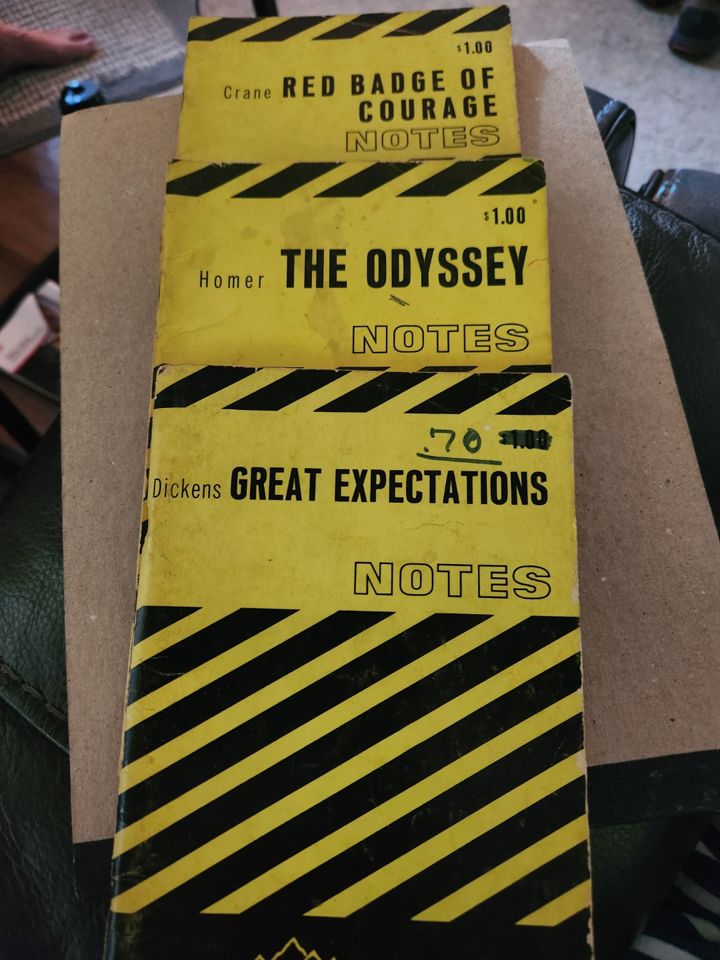 $1.00
Crane RED BADGE OF
COURAGE
NOTES
$1.00
Homer THE ODYSSEY
NOTES
.70 $1.00
Dickens GREAT EXPECTATIONS
NOTES